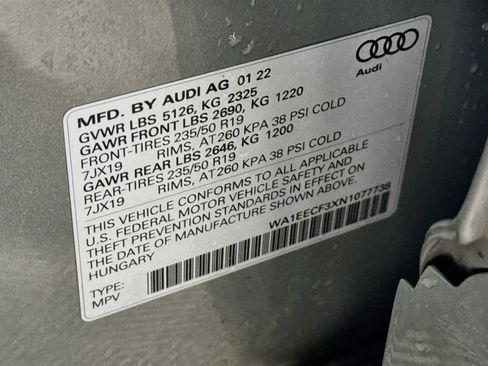 MFD. BY AUDI AG 01 22
GVWR LBS 5126, KG 2325
GAWR FRONT LBS 2690, KG 1220
FRONT-TIRES 235/50 R19
7JX19 RIMS, AT260 KPA 38 PSI COLD
GAWR REAR LBS 2646, KG 1200
REAR-TIRES 235/50 R19
7JX19 RIMS, AT260 KPA 38 PSI COLD
THIS VEHICLE CONFORMS TO ALL APPLICABLE
U.S. FEDERAL MOTOR VEHICLE SAFETY AND
THEFT PREVENTION STANDARDS IN EFFECT ON
THE DATE OF MANUFACTURE SHOWN ABOVE
HUNGARY
WA1EECF3XN1077738
TYPE:
MPV
Audi